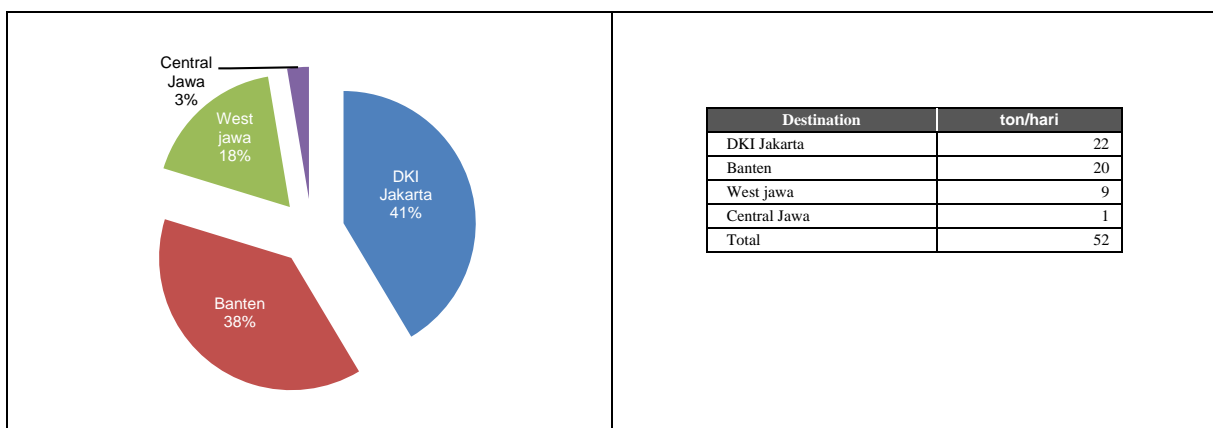 Central
Jawa
3%
West
jawa
18%
DKI
Jakarta
41%
Banten
38%
Destination ton/hari
DKI Jakarta 22
Banten 20
West jawa 9
Central Jawa 1
Total 52